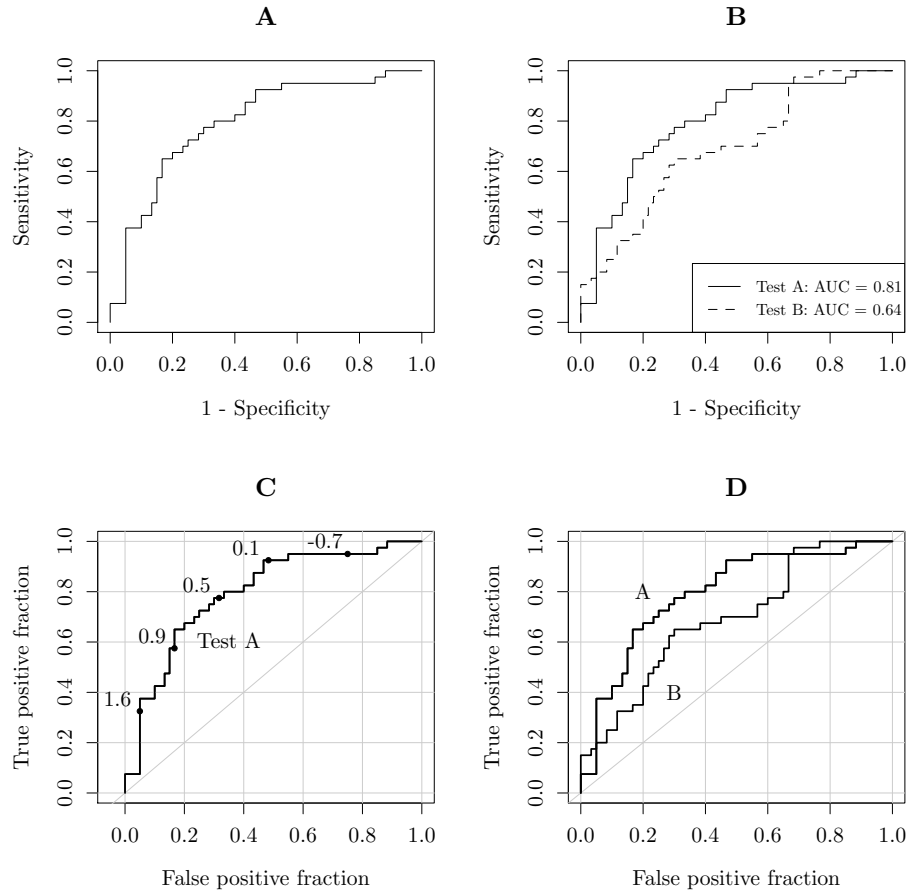 A
Sensitivity
0.0 0.2 0.4 0.6 0.8 1.0
0.0 0.2 0.4 0.6 0.8 1.0
1 - Specificity
B
Sensitivity
0.0 0.2 0.4 0.6 0.8 1.0
Test A: AUC = 0.81
Test B: AUC = 0.64
0.0 0.2 0.4 0.6 0.8 1.0
1 - Specificity
C
True positive fraction
0.0 0.2 0.4 0.6 0.8 1.0
-0.7
0.1
0.5
0.9
Test A
1.6
0.0 0.2 0.4 0.6 0.8 1.0
False positive fraction
D
True positive fraction
0.0 0.2 0.4 0.6 0.8 1.0
A
B
0.0 0.2 0.4 0.6 0.8 1.0
False positive fraction